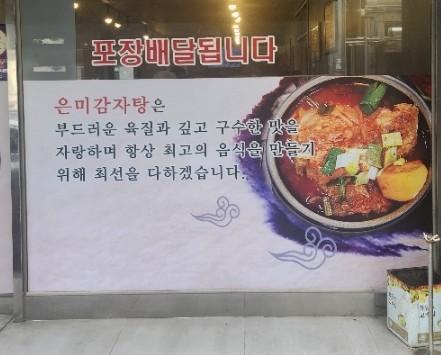 포장배달됩니다
은미감자탕은
부드러운 육질과 깊고 구수한 맛을
자랑하며 항상 최고의 음식을 만들기
위해 최선을 다하겠습니다.